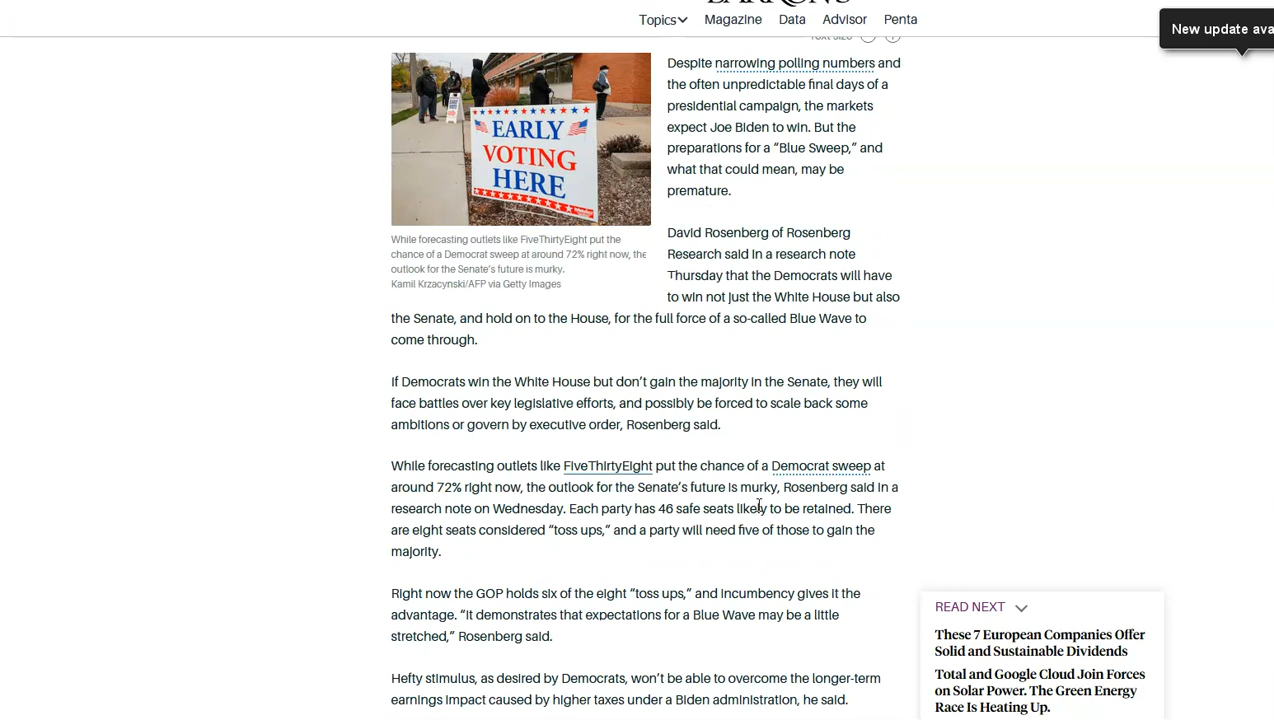 BARRON'S
Topics
Magazine
Data
Advisor
Penta
New update ava
TEXT SIZE
EARLY
VOTING
HERE
EARLY
VOTE
HERE
While forecasting outlets like FiveThirtyEight put the
chance of a Democrat sweep at around 72% right now, the
outlook for the Senate's future is murky.
Kamil Krzacynski/AFP via Getty Images
Despite narrowing polling numbers and
the often unpredictable final days of a
presidential campaign, the markets
expect Joe Biden to win. But the
preparations for a “Blue Sweep,” and
what that could mean, may be
premature.
David Rosenberg of Rosenberg
Research said in a research note
Thursday that the Democrats will have
to win not just the White House but also
the Senate, and hold on to the House, for the full force of a so-called Blue Wave to
come through.
If Democrats win the White House but don’t gain the majority in the Senate, they will
face battles over key legislative efforts, and possibly be forced to scale back some
ambitions or govern by executive order, Rosenberg said.
While forecasting outlets like FiveThirtyEight put the chance of a Democrat sweep at
around 72% right now, the outlook for the Senate’s future is murky, Rosenberg said in a
research note on Wednesday. Each party has 46 safe seats likely to be retained. There
are eight seats considered “toss ups,” and a party will need five of those to gain the
majority.
Right now the GOP holds six of the eight “toss ups,” and incumbency gives it the
advantage. “It demonstrates that expectations for a Blue Wave may be a little
stretched,” Rosenberg said.
Hefty stimulus, as desired by Democrats, won’t be able to overcome the longer-term
earnings impact caused by higher taxes under a Biden administration, he said.
READ NEXT
These 7 European Companies Offer
Solid and Sustainable Dividends
Total and Google Cloud Join Forces
on Solar Power. The Green Energy
Race Is Heating Up.